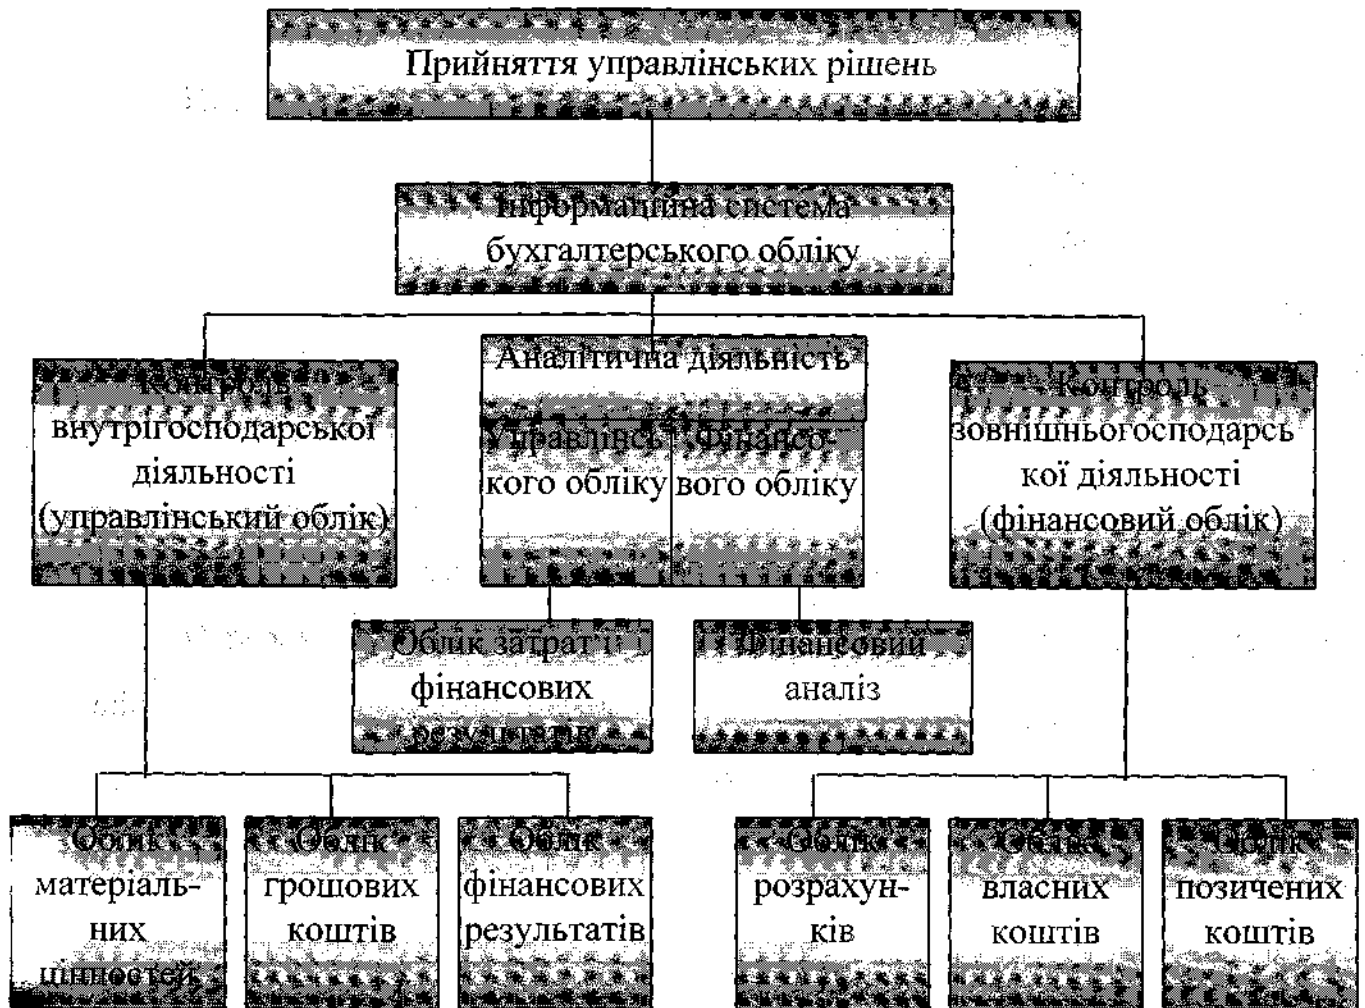 Прийняття управлінських рішень
Інформаційна система
бухгалтерського обліку
Контроль
внутрігосподарської
діяльності
(управлінський облік)
Аналітична діяльність
Управлінсь
кого обліку
Фінансо-
вого обліку
Контроль
зовнішньогосподарсь
кої діяльності
(фінансовий облік)
Облік затрат і
фінансових
результатів
Фінансовий
аналіз
Облік
матеріаль-
них
цінностей
Облік
грошових
коштів
Облік
фінансових
результатів
Облік
розрахун-
ків
Облік
власних
коштів
Облік
позичених
коштів